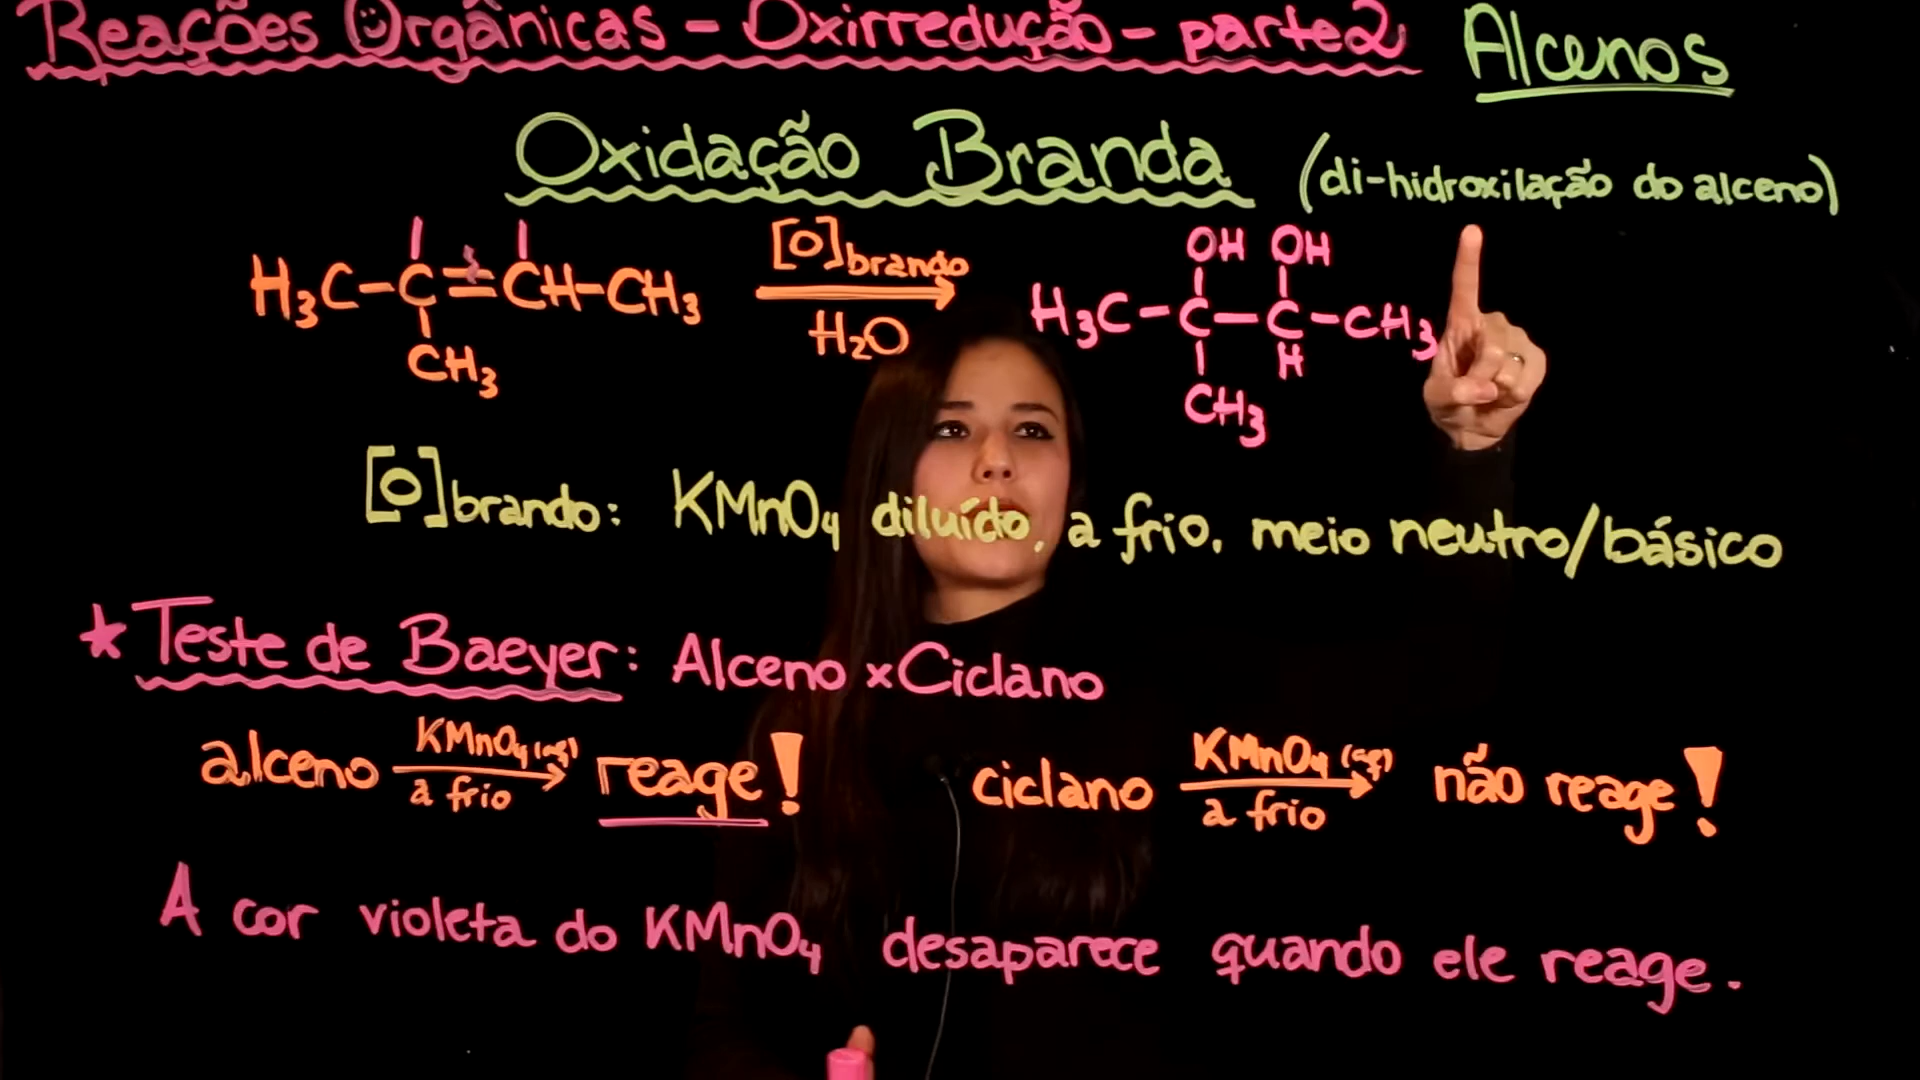 Reações Orgânicas - Oxirredução - parte 2 Alcenos
Oxidação Branda (di-hidroxilação do alceno)
H₃C-C=CH-CH₃ [O]brando H₂O H₃C-C-C-CH₃
OH OH
CH₃ H CH₃
[O]brando: KMnO₄ diluído, a frio, meio neutro/básico
* Teste de Baeyer: Alceno x Ciclano
alceno KMnO₄(aq) a frio reage! ciclano KMnO₄(aq) a frio não reage!
A cor violeta do KMnO₄ desaparece quando ele reage.